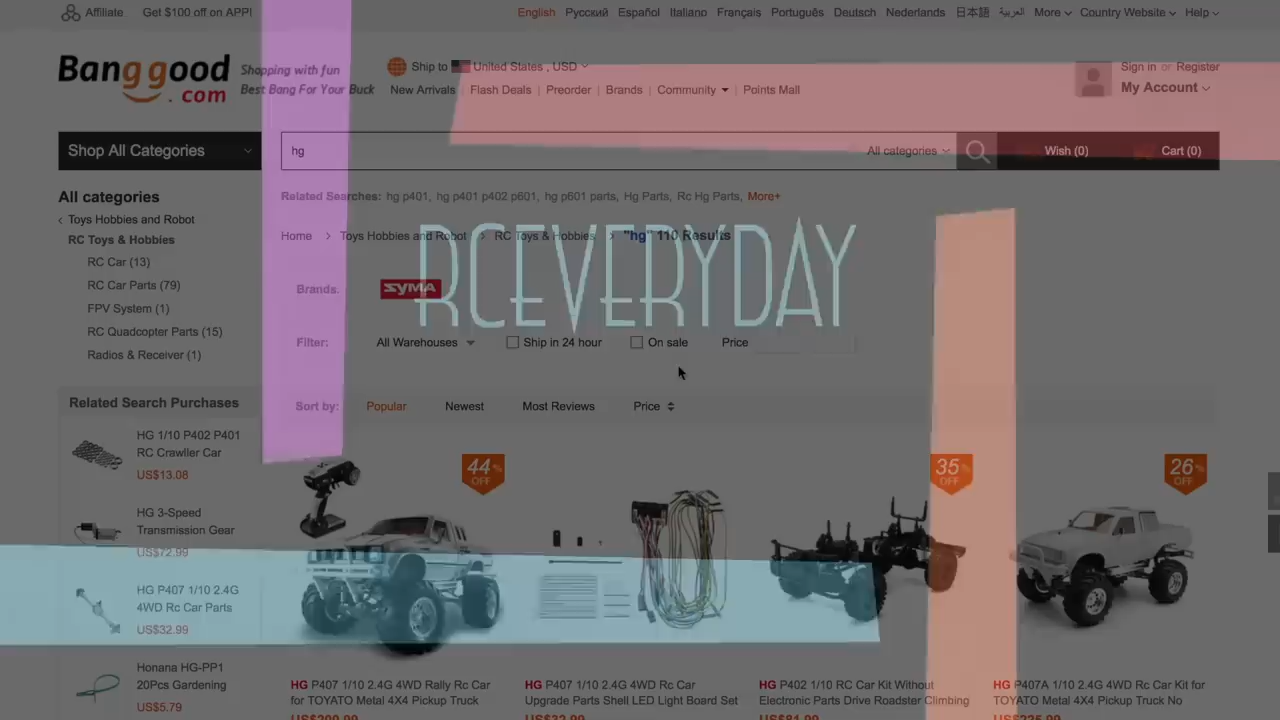 Affiliate Get $100 off on APP!
English Русский Español Italiano Français Português Deutsch Nederlands 日本語 العربية More Country Website Help
Banggood.com
Shopping with fun
Best Bang For Your Buck
Ship to United States , USD
Sign in or Register
My Account
New Arrivals Flash Deals Preorder Brands Community Points Mall
Shop All Categories
hg
All categories
Wish (0)
Cart (0)
Related Searches: hg p401, hg p401 p402 p601, hg p601 parts, Hg Parts, Rc Hg Parts, More+
All categories
Toys Hobbies and Robot
RC Toys & Hobbies
RC Car (13)
RC Car Parts (79)
FPV System (1)
RC Quadcopter Parts (15)
Radios & Receiver (1)
Home > Toys Hobbies and Robot > RC Toys & Hobbies > "hg" 110 Results
RCEVERYDAY
Brands: SYMA
Filter: All Warehouses Ship in 24 hour On sale Price
Sort by: Popular Newest Most Reviews Price
Related Search Purchases
HG 1/10 P402 P401
RC Crawller Car
US$13.08
HG 3-Speed
Transmission Gear
US$72.99
HG P407 1/10 2.4G
4WD Rc Car Parts
US$32.99
Honana HG-PP1
20Pcs Gardening
US$5.79
44% OFF
35% OFF
26% OFF
HG P407 1/10 2.4G 4WD Rally Rc Car
for TOYATO Metal 4X4 Pickup Truck
US$200.99
HG P407 1/10 2.4G 4WD Rc Car
Upgrade Parts Shell LED Light Board Set
US$32.99
HG P402 1/10 RC Car Kit Without
Electronic Parts Drive Roadster Climbing
US$81.99
HG P407A 1/10 2.4G 4WD Rc Car Kit for
TOYATO Metal 4X4 Pickup Truck No
US$225.99